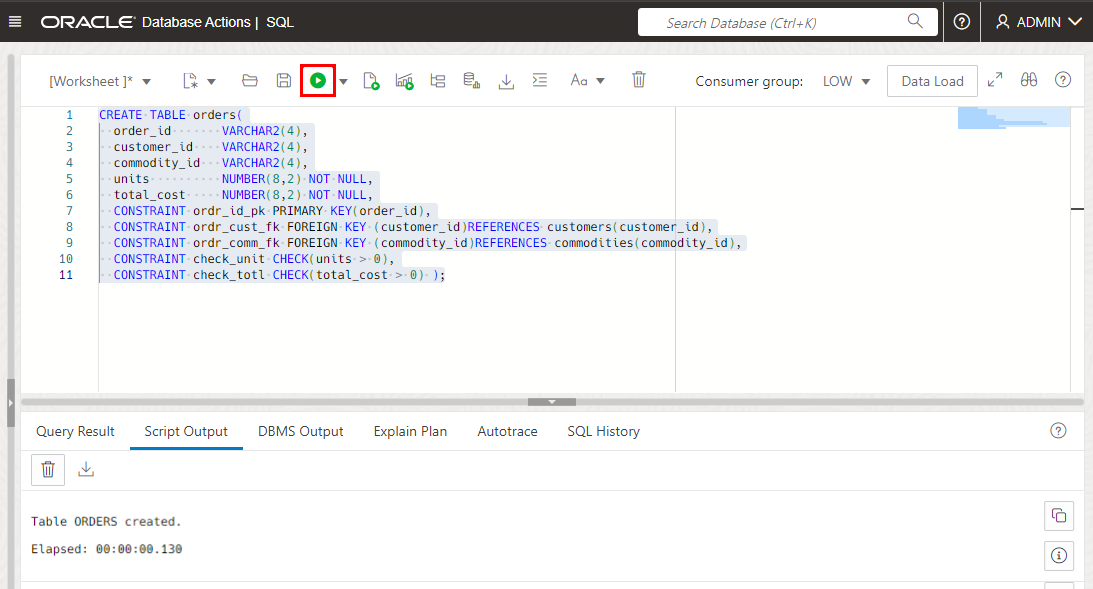 ORACLE Database Actions | SQL
Search Database (Ctrl+K)
ADMIN
[Worksheet ]*
Aa
Consumer group:
LOW
Data Load
1 CREATE TABLE orders(
2 order_id VARCHAR2(4),
3 customer_id VARCHAR2(4),
4 commodity_id VARCHAR2(4),
5 units NUMBER(8,2) NOT NULL,
6 total_cost NUMBER(8,2) NOT NULL,
7 CONSTRAINT ordr_id_pk PRIMARY KEY(order_id),
8 CONSTRAINT ordr_cust_fk FOREIGN KEY (customer_id)REFERENCES customers(customer_id),
9 CONSTRAINT ordr_comm_fk FOREIGN KEY (commodity_id)REFERENCES commodities(commodity_id),
10 CONSTRAINT check_unit CHECK(units > 0),
11 CONSTRAINT check_totl CHECK(total_cost > 0) );
Query Result
Script Output
DBMS Output
Explain Plan
Autotrace
SQL History
Table ORDERS created.
Elapsed: 00:00:00.130